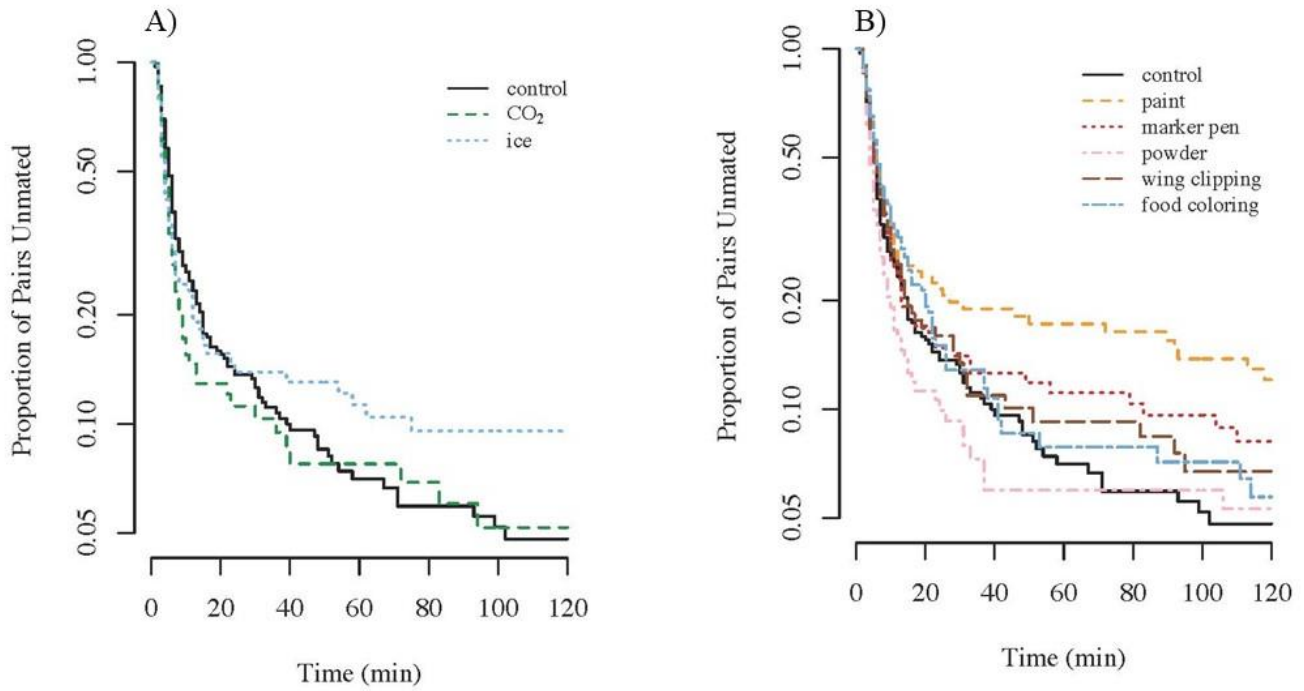 A)
Proportion of Pairs Unmated
1.00
0.50
0.20
0.10
0.05
control
CO₂
ice
0 20 40 60 80 100 120
Time (min)
B)
Proportion of Pairs Unmated
1.00
0.50
0.20
0.10
0.05
control
paint
marker pen
powder
wing clipping
food coloring
0 20 40 60 80 100 120
Time (min)